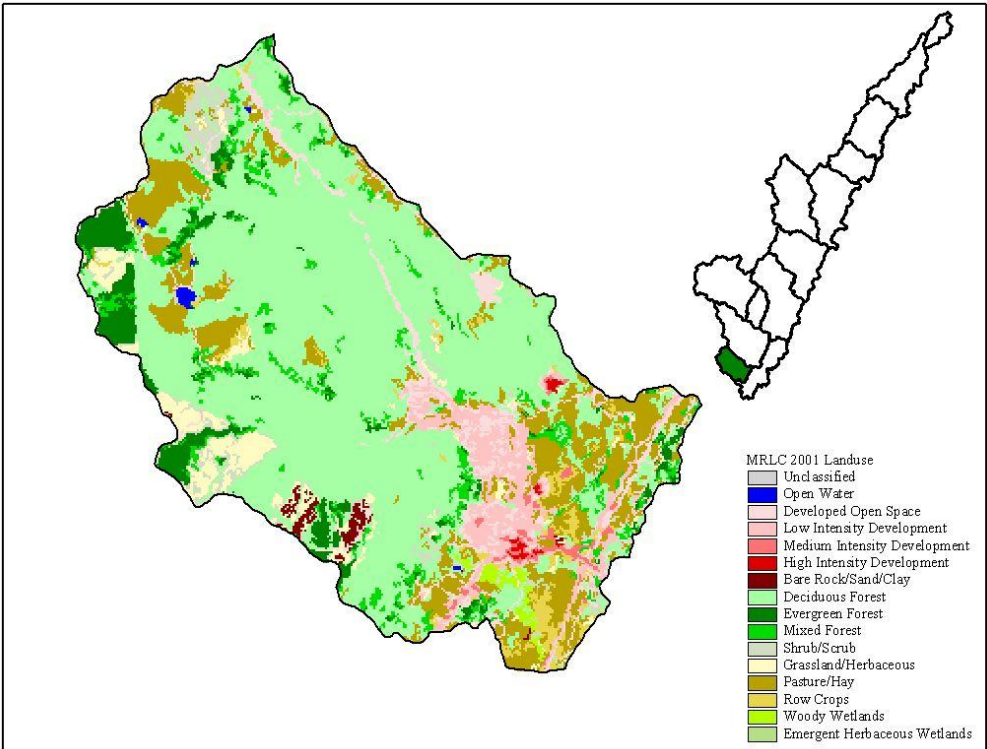 MRLC 2001 Landuse
Unclassified
Open Water
Developed Open Space
Low Intensity Development
Medium Intensity Development
High Intensity Development
Bare Rock/Sand/Clay
Deciduous Forest
Evergreen Forest
Mixed Forest
Shrub/Scrub
Grassland/Herbaceous
Pasture/Hay
Row Crops
Woody Wetlands
Emergent Herbaceous Wetlands